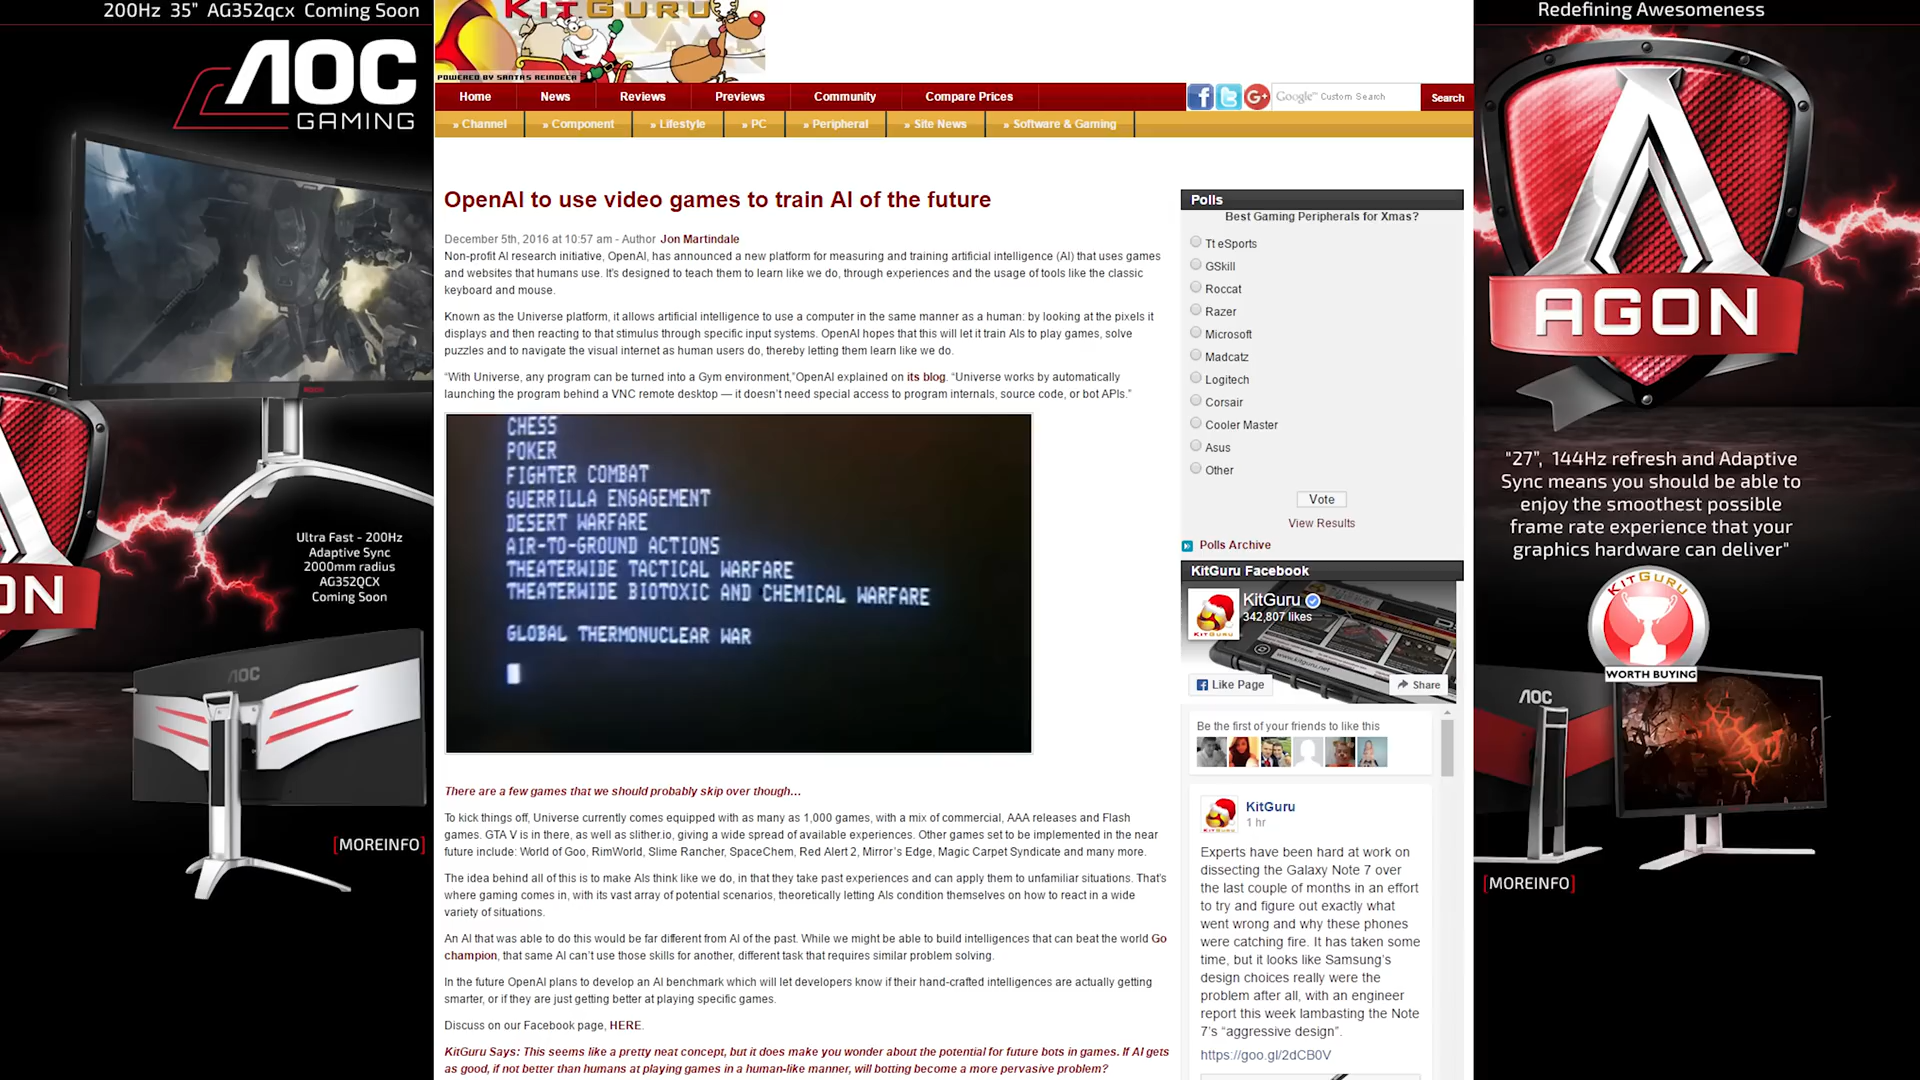 200Hz 35" AG352qcx Coming Soon
AOC
GAMING
Ultra Fast - 200Hz
Adaptive Sync
2000mm radius
AG352QCX
Coming Soon
ON
AOC
[MOREINFO]
KITGURU
POWERED BY SANTA'S REINDEER
Home News Reviews Previews Community Compare Prices
Google™ Custom Search Search
» Channel » Component » Lifestyle » PC » Peripheral » Site News » Software & Gaming
OpenAI to use video games to train AI of the future
December 5th, 2016 at 10:57 am - Author Jon Martindale
Non-profit AI research initiative, OpenAI, has announced a new platform for measuring and training artificial intelligence (AI) that uses games
and websites that humans use. It's designed to teach them to learn like we do, through experiences and the usage of tools like the classic
keyboard and mouse.
Known as the Universe platform, it allows artificial intelligence to use a computer in the same manner as a human: by looking at the pixels it
displays and then reacting to that stimulus through specific input systems. OpenAI hopes that this will let it train AIs to play games, solve
puzzles and to navigate the visual internet as human users do, thereby letting them learn like we do.
“With Universe, any program can be turned into a Gym environment,”OpenAI explained on its blog. “Universe works by automatically
launching the program behind a VNC remote desktop — it doesn’t need special access to program internals, source code, or bot APIs.”
CHESS
POKER
FIGHTER COMBAT
GUERRILLA ENGAGEMENT
DESERT WARFARE
AIR-TO-GROUND ACTIONS
THEATERWIDE TACTICAL WARFARE
THEATERWIDE BIOTOXIC AND CHEMICAL WARFARE
GLOBAL THERMONUCLEAR WAR
There are a few games that we should probably skip over though…
To kick things off, Universe currently comes equipped with as many as 1,000 games, with a mix of commercial, AAA releases and Flash
games. GTA V is in there, as well as slither.io, giving a wide spread of available experiences. Other games set to be implemented in the near
future include: World of Goo, RimWorld, Slime Rancher, SpaceChem, Red Alert 2, Mirror’s Edge, Magic Carpet Syndicate and many more.
The idea behind all of this is to make AIs think like we do, in that they take past experiences and can apply them to unfamiliar situations. That’s
where gaming comes in, with its vast array of potential scenarios, theoretically letting AIs condition themselves on how to react in a wide
variety of situations.
An AI that was able to do this would be far different from AI of the past. While we might be able to build intelligences that can beat the world Go
champion, that same AI can’t use those skills for another, different task that requires similar problem solving.
In the future OpenAI plans to develop an AI benchmark which will let developers know if their hand-crafted intelligences are actually getting
smarter, or if they are just getting better at playing specific games.
Discuss on our Facebook page, HERE.
KitGuru Says: This seems like a pretty neat concept, but it does make you wonder about the potential for future bots in games. If AI gets
as good, if not better than humans at playing games in a human-like manner, will botting become a more pervasive problem?
Polls
Best Gaming Peripherals for Xmas?
Tt eSports
GSkill
Roccat
Razer
Microsoft
Madcatz
Logitech
Corsair
Cooler Master
Asus
Other
Vote
View Results
Polls Archive
KitGuru Facebook
KitGuru
342,807 likes
KITGURU
www.kitguru.net
Like Page Share
Be the first of your friends to like this
KitGuru
1 hr
Experts have been hard at work on
dissecting the Galaxy Note 7 over
the last couple of months in an effort
to try and figure out exactly what
went wrong and why these phones
were catching fire. It has taken some
time, but it looks like Samsung’s
design choices really were the
problem after all, with an engineer
report this week lambasting the Note
7’s “aggressive design”.
https://goo.gl/2dCB0V
Redefining Awesomeness
AGON
"27", 144Hz refresh and Adaptive
Sync means you should be able to
enjoy the smoothest possible
frame rate experience that your
graphics hardware can deliver"
KITGURU
WORTH BUYING
AOC
[MOREINFO]